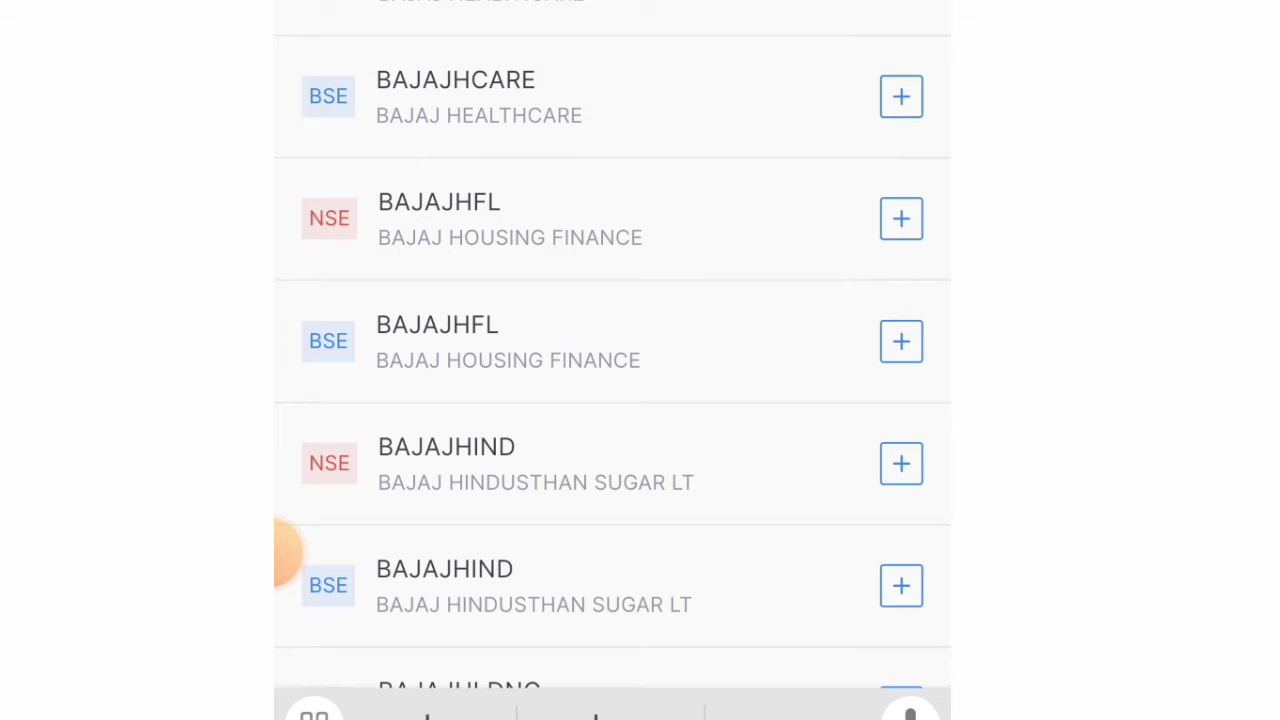 BSE BAJAJHCARE
BAJAJ HEALTHCARE
NSE BAJAJHFL
BAJAJ HOUSING FINANCE
BSE BAJAJHFL
BAJAJ HOUSING FINANCE
NSE BAJAJHIND
BAJAJ HINDUSTHAN SUGAR LT
BSE BAJAJHIND
BAJAJ HINDUSTHAN SUGAR LT